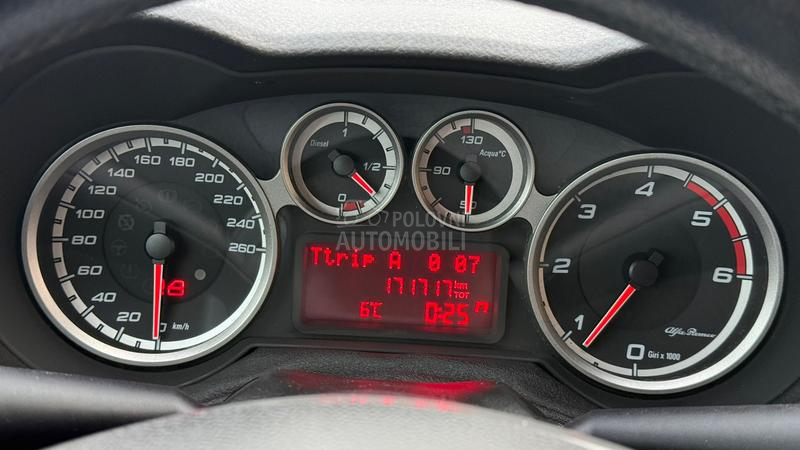 160
140
180
120
200
100
220
80
240
60
260
40
20
0
km/h
Diesel
1
1/2
0
130
Acqua°C
90
50
POLOVNI
AUTOMOBILI
Ttrip A 0 07
171717 km TOT
6°C 0:25
4
3
5
2
6
1
0
Alfa Romeo
Giri x 1000